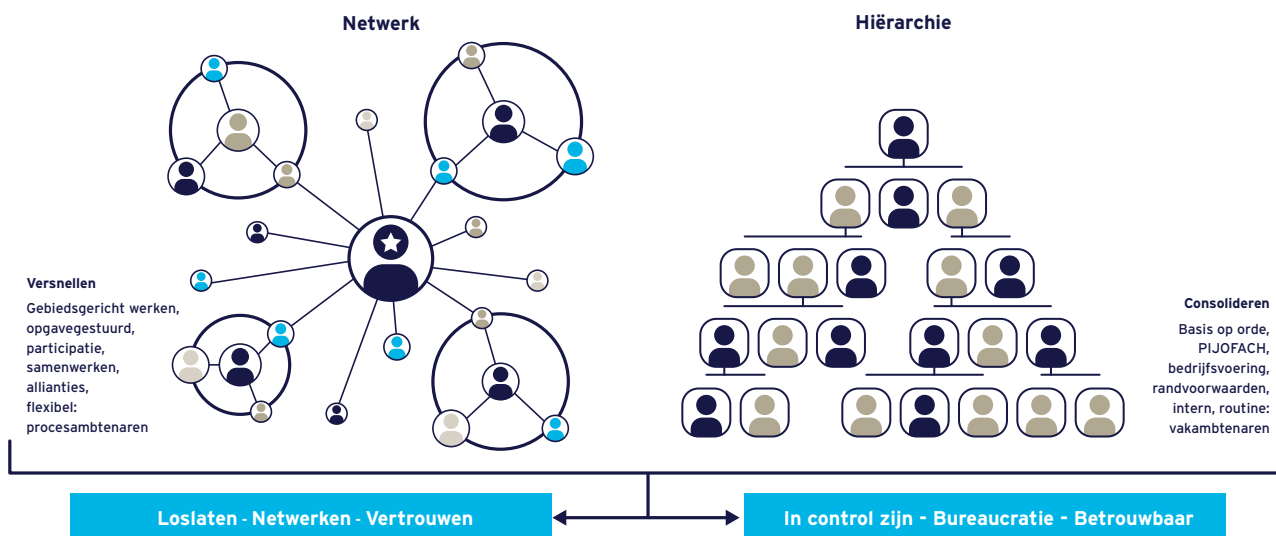 Netwerk
Hiërarchie
Versnellen
Gebiedsgericht werken,
opgavegestuurd,
participatie,
samenwerken,
allianties,
flexibel:
procesambtenaren
Consolideren
Basis op orde,
PIJOFACH,
bedrijfsvoering,
randvoorwaarden,
intern, routine:
vakambtenaren
Loslaten - Netwerken - Vertrouwen
In control zijn - Bureaucratie - Betrouwbaar